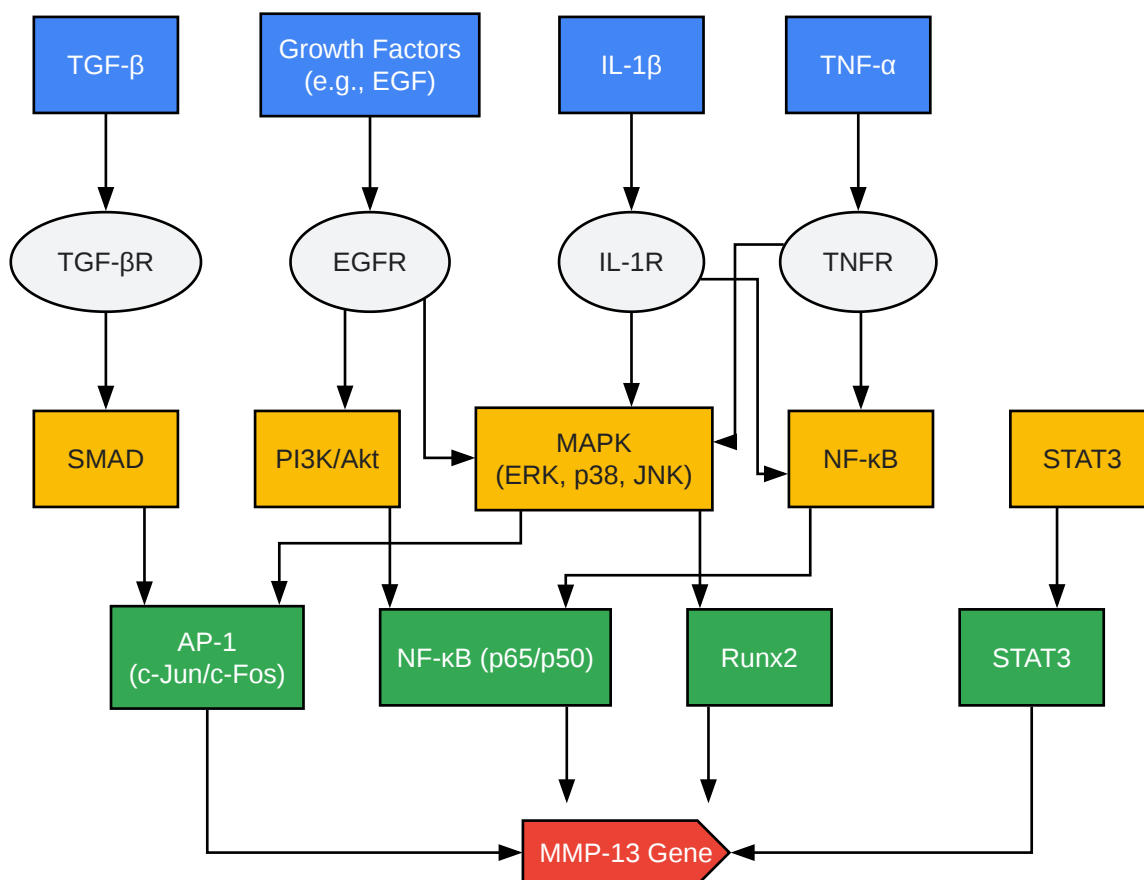 TGF-β
Growth Factors
(e.g., EGF)
IL-1β
TNF-α
TGF-βR
EGFR
IL-1R
TNFR
SMAD
PI3K/Akt
MAPK
(ERK, p38, JNK)
NF-κB
STAT3
AP-1
(c-Jun/c-Fos)
NF-κB (p65/p50)
Runx2
STAT3
MMP-13 Gene